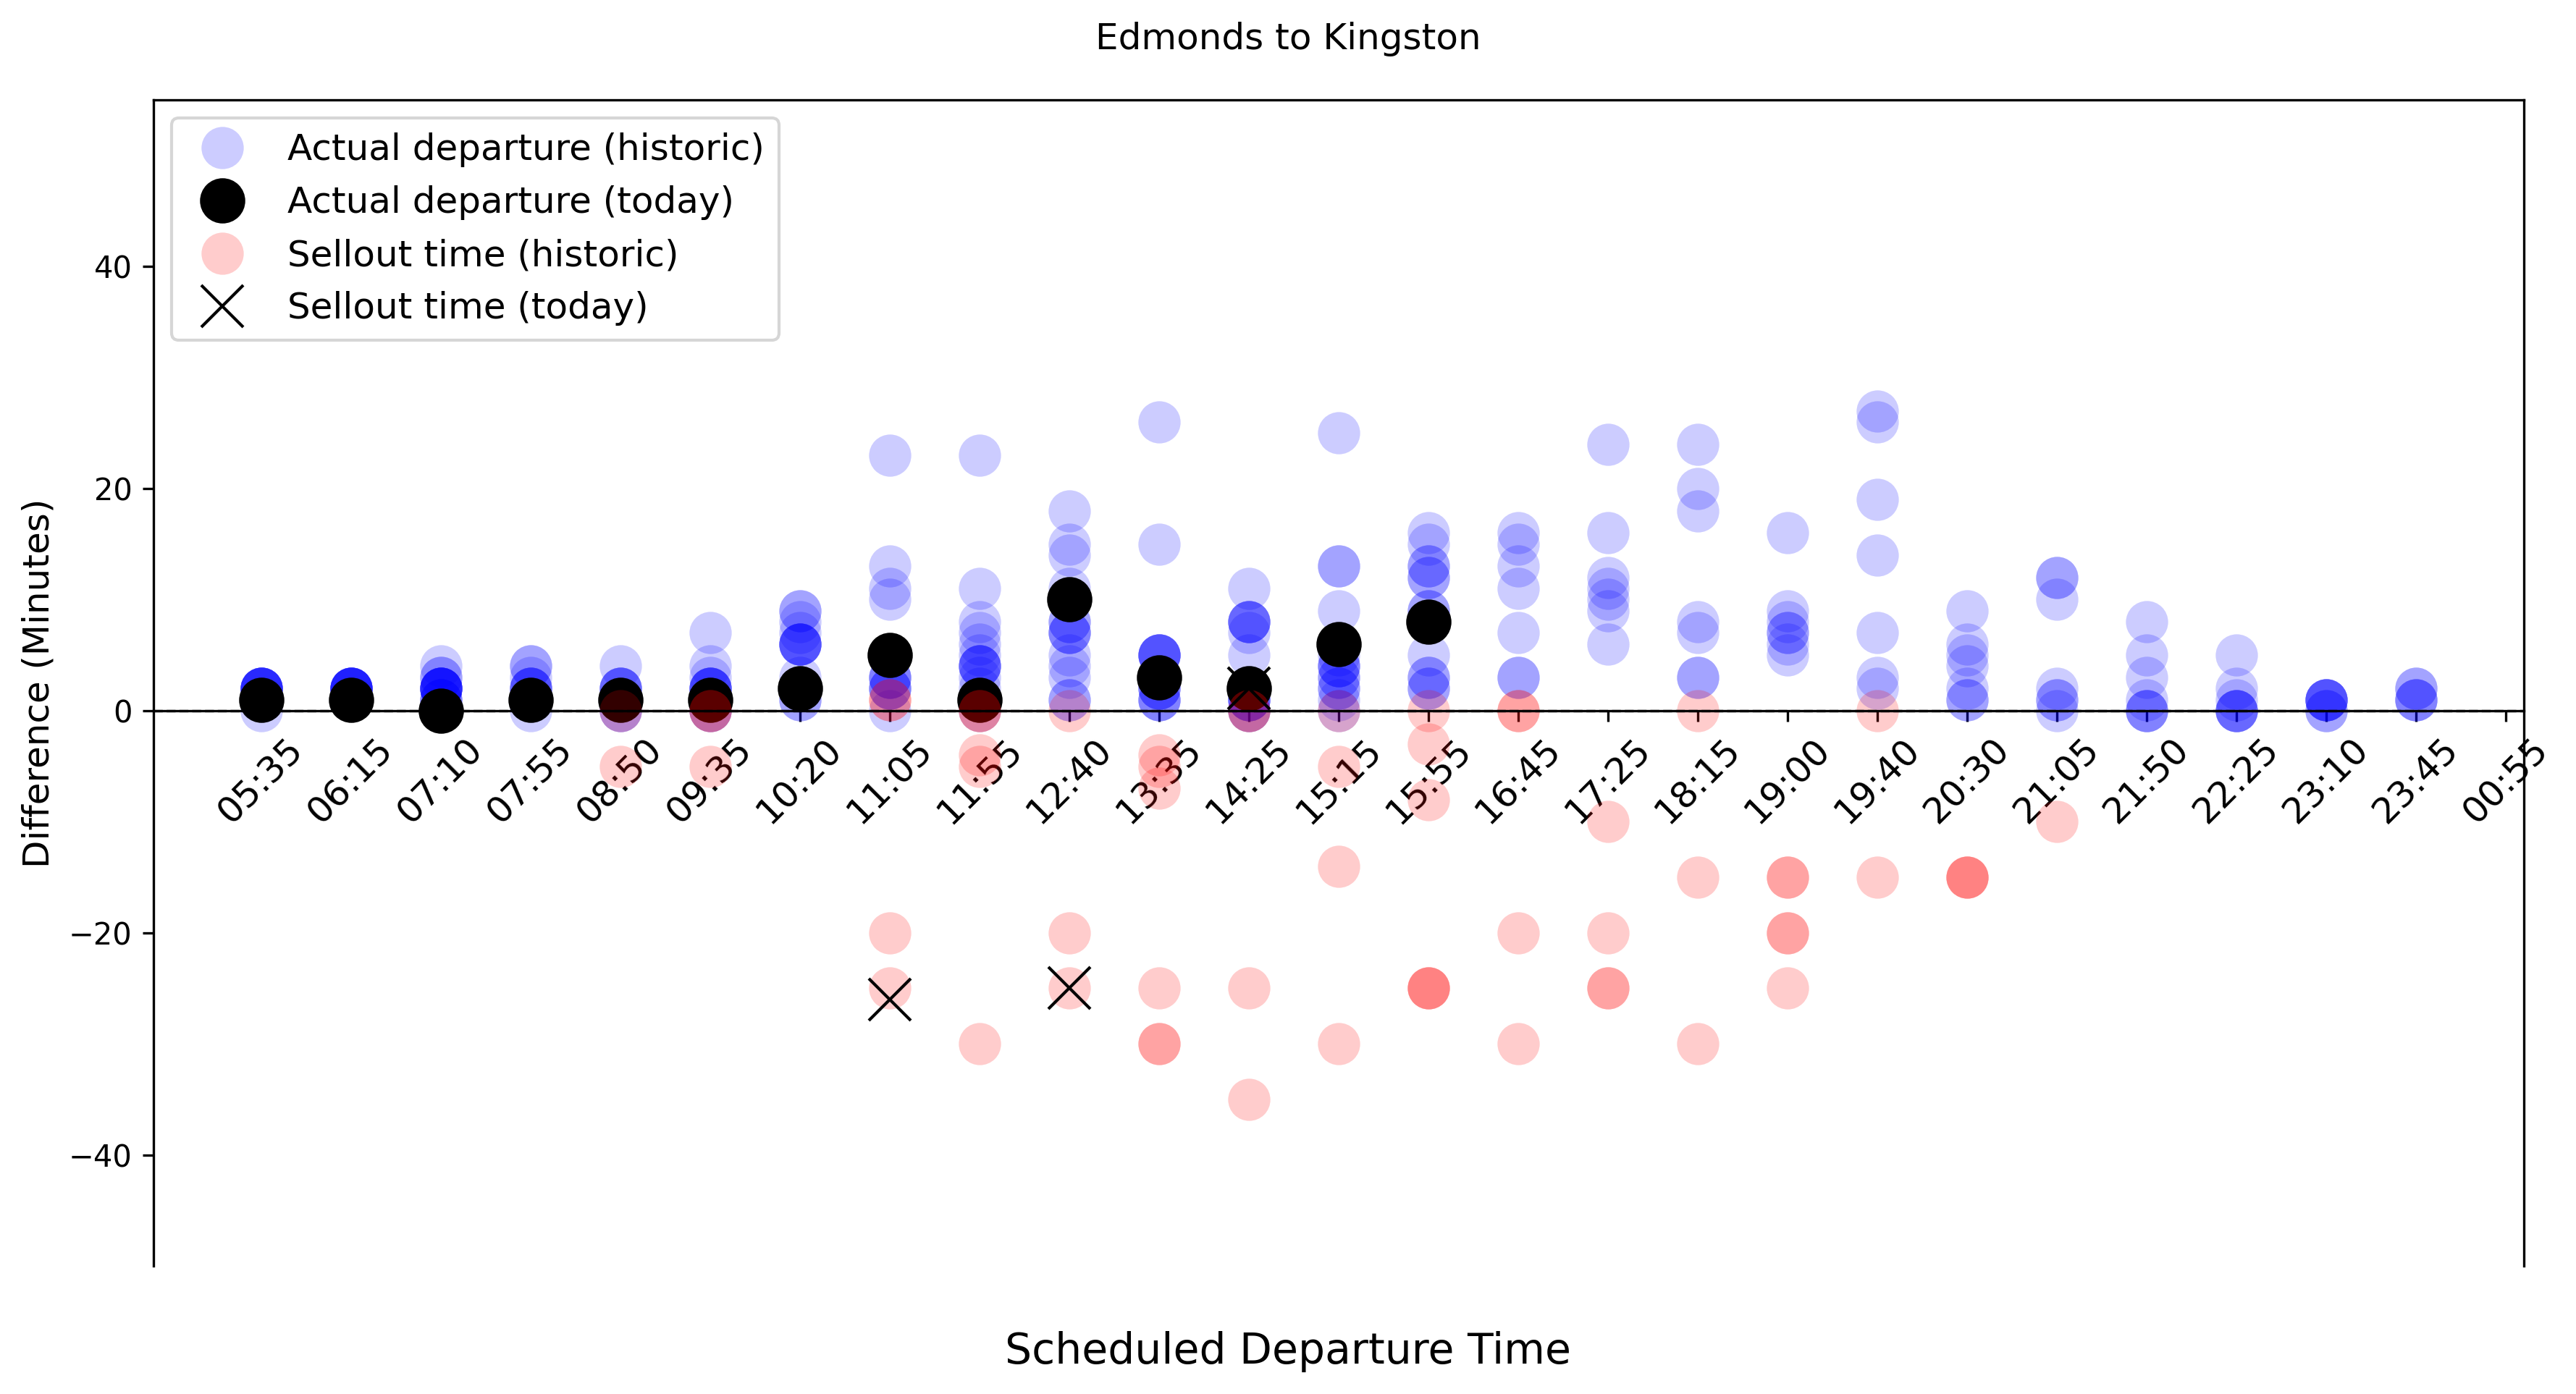 Edmonds to Kingston
Actual departure (historic)
Actual departure (today)
Sellout time (historic)
Sellout time (today)
Difference (Minutes)
40
20
0
−20
−40
05:35 06:15 07:10 07:55 08:50 09:35 10:20 11:05 11:55 12:40 13:35 14:25 15:15 15:55 16:45 17:25 18:15 19:00 19:40 20:30 21:05 21:50 22:25 23:10 23:45 00:55
Scheduled Departure Time